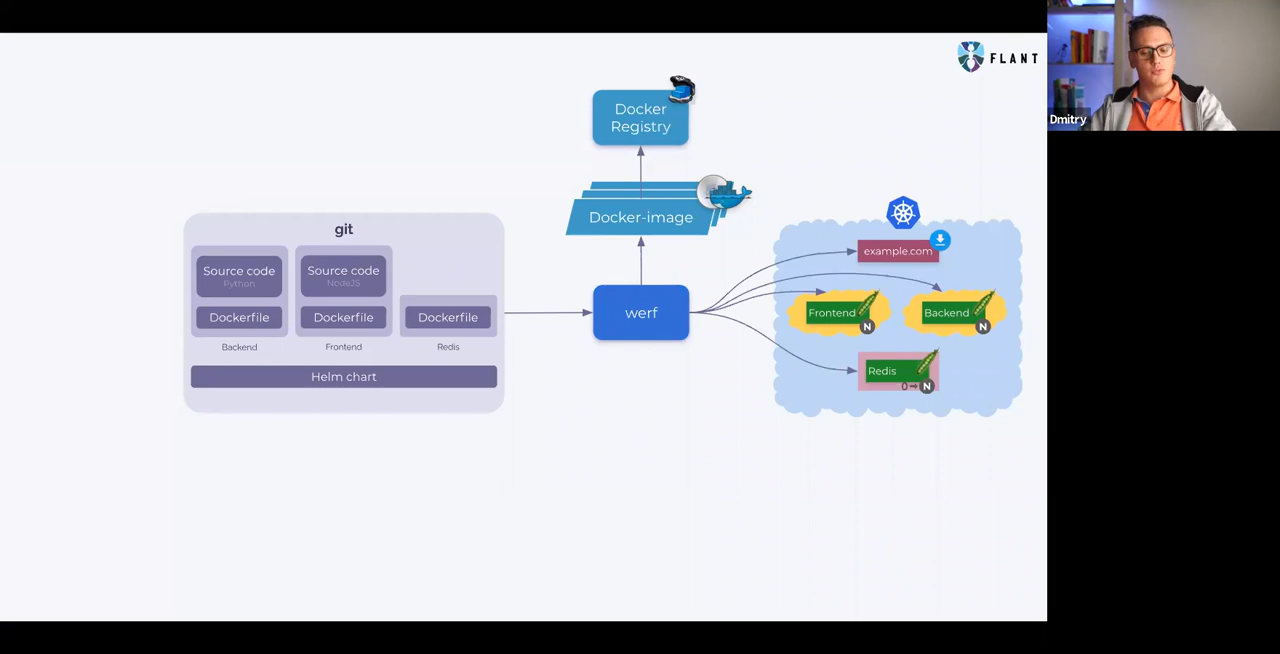 FLANT
Dmitry
Docker
Registry
Docker-image
git
Source code
Python
Dockerfile
Backend
Source code
NodeJS
Dockerfile
Frontend
Dockerfile
Redis
Helm chart
werf
example.com
Frontend
N
Backend
N
Redis
0
N